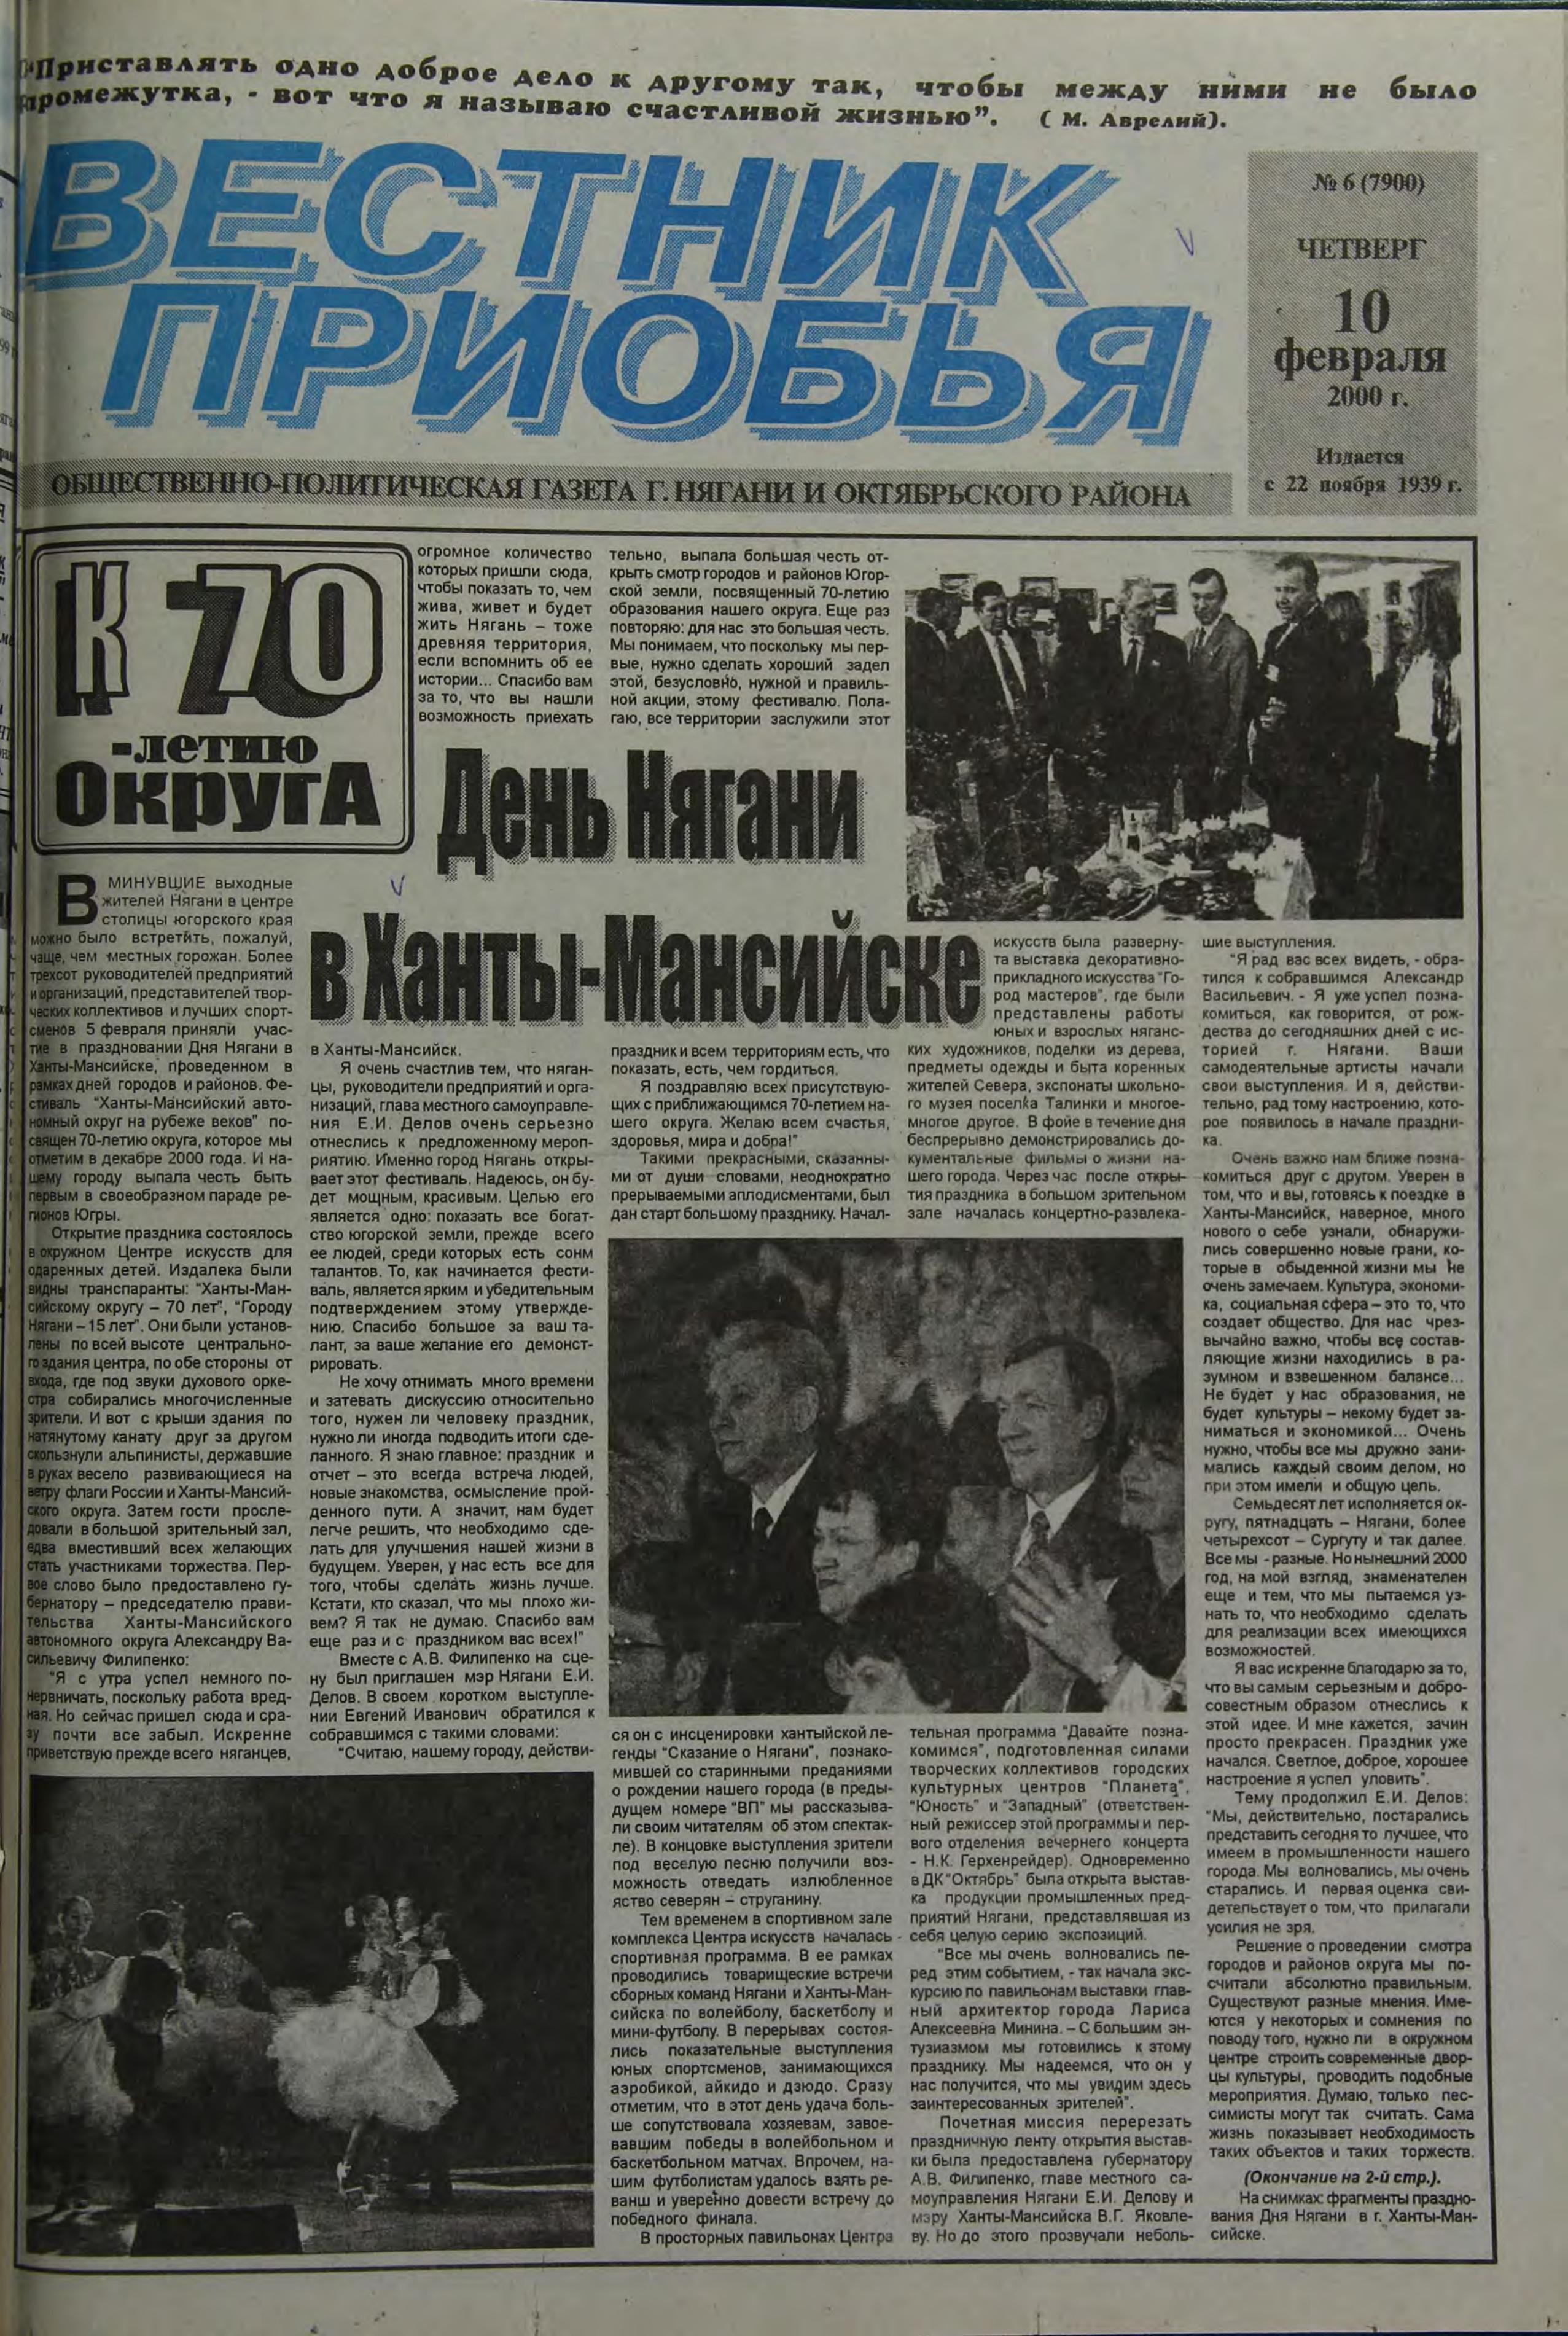 "Приставлять одно доброе дело к другому так, чтобы между ними не было
промежутка, - вот что я называю счастливой жизнью". ( М. Аврелий).
ВЕСТНИК
ПРИОБЬЯ
№ 6 (7900)
ЧЕТВЕРГ
10
февраля
2000 г.
Издается
с 22 ноября 1939 г.
ОБЩЕСТВЕННО-ПОЛИТИЧЕСКАЯ ГАЗЕТА Г. НЯГАНИ И ОКТЯБРЬСКОГО РАЙОНА
К 70
-летию
Округа
День Нягани
в Ханты-Мансийске
В МИНУВШИЕ выходные
жителей Нягани в центре
столицы югорского края
можно было встретить, пожалуй,
чаще, чем местных горожан. Более
трехсот руководителей предприятий
и организаций, представителей твор-
ческих коллективов и лучших спорт-
сменов 5 февраля приняли учас-
тие в праздновании Дня Нягани в
Ханты-Мансийске, проведенном в
рамках дней городов и районов. Фе-
стиваль "Ханты-Мансийский авто-
номный округ на рубеже веков" по-
священ 70-летию округа, которое мы
отметим в декабре 2000 года. И на-
шему городу выпала честь быть
первым в своеобразном параде ре-
гионов Югры.
Открытие праздника состоялось
в окружном Центре искусств для
одаренных детей. Издалека были
видны транспаранты: "Ханты-Ман-
сийскому округу – 70 лет", "Городу
Нягани – 15 лет". Они были установ-
лены по всей высоте центрально-
го здания центра, по обе стороны от
входа, где под звуки духового орке-
стра собирались многочисленные
зрители. И вот с крыши здания по
натянутому канату друг за другом
скользнули альпинисты, державшие
в руках весело развивающиеся на
ветру флаги России и Ханты-Мансий-
ского округа. Затем гости просле-
довали в большой зрительный зал,
едва вместивший всех желающих
стать участниками торжества. Пер-
вое слово было предоставлено гу-
бернатору – председателю прави-
тельства Ханты-Мансийского
автономного округа Александру Ва-
сильевичу Филипенко:
"Я с утра успел немного по-
нервничать, поскольку работа вред-
ная. Но сейчас пришел сюда и сра-
зу почти все забыл. Искренне
приветствую прежде всего няганцев,
огромное количество
которых пришли сюда,
чтобы показать то, чем
жива, живет и будет
жить Нягань – тоже
древняя территория,
если вспомнить об ее
истории... Спасибо вам
за то, что вы нашли
возможность приехать
в Ханты-Мансийск.
Я очень счастлив тем, что няган-
цы, руководители предприятий и орга-
низаций, глава местного самоуправле-
ния Е.И. Делов очень серьезно
отнеслись к предложенному мероп-
риятию. Именно город Нягань откры-
вает этот фестиваль. Надеюсь, он бу-
дет мощным, красивым. Целью его
является одно: показать все богат-
ство югорской земли, прежде всего
ее людей, среди которых есть сонм
талантов. То, как начинается фести-
валь, является ярким и убедительным
подтверждением этому утвержде-
нию. Спасибо большое за ваш та-
лант, за ваше желание его демонст-
рировать.
Не хочу отнимать много времени
и затевать дискуссию относительно
того, нужен ли человеку праздник,
нужно ли иногда подводить итоги сде-
ланного. Я знаю главное: праздник и
отчет – это всегда встреча людей,
новые знакомства, осмысление прой-
денного пути. А значит, нам будет
легче решить, что необходимо сде-
лать для улучшения нашей жизни в
будущем. Уверен, у нас есть все для
того, чтобы сделать жизнь лучше.
Кстати, кто сказал, что мы плохо жи-
вем? Я так не думаю. Спасибо вам
еще раз и с праздником вас всех!"
Вместе с А.В. Филипенко на сце-
ну был приглашен мэр Нягани Е.И.
Делов. В своем коротком выступле-
нии Евгений Иванович обратился к
собравшимся с такими словами:
"Считаю, нашему городу, действи-
тельно, выпала большая честь от-
крыть смотр городов и районов Югор-
ской земли, посвященный 70-летию
образования нашего округа. Еще раз
повторяю: для нас это большая честь.
Мы понимаем, что поскольку мы пер-
вые, нужно сделать хороший задел
этой, безусловно, нужной и правиль-
ной акции, этому фестивалю. Пола-
гаю, все территории заслужили этот
праздник и всем территориям есть, что
показать, есть, чем гордиться.
Я поздравляю всех присутствую-
щих с приближающимся 70-летием на-
шего округа. Желаю всем счастья,
здоровья, мира и добра!"
Такими прекрасными, сказанны-
ми от души словами, неоднократно
прерываемыми аплодисментами, был
дан старт большому празднику. Начал-
ся он с инсценировки хантыйской ле-
генды "Сказание о Нягани", познако-
мившей со старинными преданиями
о рождении нашего города (в преды-
дущем номере "ВП" мы рассказыва-
ли своим читателям об этом спектак-
ле). В концовке выступления зрители
под веселую песню получили воз-
можность отведать излюбленное
яство северян – струганину.
Тем временем в спортивном зале
комплекса Центра искусств началась
спортивная программа. В ее рамках
проводились товарищеские встречи
сборных команд Нягани и Ханты-Ман-
сийска по волейболу, баскетболу и
мини-футболу. В перерывах состоя-
лись показательные выступления
юных спортсменов, занимающихся
аэробикой, айкидо и дзюдо. Сразу
отметим, что в этот день удача боль-
ше сопутствовала хозяевам, завое-
вавшим победы в волейбольном и
баскетбольном матчах. Впрочем, на-
шим футболистам удалось взять ре-
ванш и уверенно довести встречу до
победного финала.
В просторных павильонах Центра
искусств была разверну-
та выставка декоративно-
прикладного искусства "Го-
род мастеров", где были
представлены работы
юных и взрослых няганс-
ких художников, поделки из дерева,
предметы одежды и быта коренных
жителей Севера, экспонаты школьно-
го музея поселка Талинки и многое-
многое другое. В фойе в течение дня
беспрерывно демонстрировались до-
кументальные фильмы о жизни на-
шего города. Через час после откры-
тия праздника в большом зрительном
зале началась концертно-развлека-
тельная программа "Давайте позна-
комимся", подготовленная силами
творческих коллективов городских
культурных центров "Планета",
"Юность" и "Западный" (ответствен-
ный режиссер этой программы и пер-
вого отделения вечернего концерта
- Н.К. Герхенрейдер). Одновременно
в ДК "Октябрь" была открыта выстав-
ка продукции промышленных пред-
приятий Нягани, представлявшая из
себя целую серию экспозиций.
"Все мы очень волновались пе-
ред этим событием, - так начала экс-
курсию по павильонам выставки глав-
ный архитектор города Лариса
Алексеевна Минина. – С большим эн-
тузиазмом мы готовились к этому
празднику. Мы надеемся, что он у
нас получится, что мы увидим здесь
заинтересованных зрителей".
Почетная миссия перерезать
праздничную ленту открытия выстав-
ки была предоставлена губернатору
А.В. Филипенко, главе местного са-
моуправления Нягани Е.И. Делову и
мэру Ханты-Мансийска В.Г. Яковле-
ву. Но до этого прозвучали неболь-
шие выступления.
"Я рад вас всех видеть, - обра-
тился к собравшимся Александр
Васильевич. - Я уже успел позна-
комиться, как говорится, от рож-
дества до сегодняшних дней с ис-
торией г. Нягани. Ваши
самодеятельные артисты начали
свои выступления. И я, действи-
тельно, рад тому настроению, кото-
рое появилось в начале праздни-
ка.
Очень важно нам ближе позна-
комиться друг с другом. Уверен в
том, что и вы, готовясь к поездке в
Ханты-Мансийск, наверное, много
нового о себе узнали, обнаружи-
лись совершенно новые грани, ко-
торые в обыденной жизни мы не
очень замечаем. Культура, экономи-
ка, социальная сфера – это то, что
создает общество. Для нас чрез-
вычайно важно, чтобы все состав-
ляющие жизни находились в ра-
зумном и взвешенном балансе...
Не будет у нас образования, не
будет культуры – некому будет за-
ниматься и экономикой... Очень
нужно, чтобы все мы дружно зани-
мались каждый своим делом, но
при этом имели и общую цель.
Семьдесят лет исполняется ок-
ругу, пятнадцать – Нягани, более
четырехсот – Сургуту и так далее.
Все мы - разные. Но нынешний 2000
год, на мой взгляд, знаменателен
еще и тем, что мы пытаемся уз-
нать то, что необходимо сделать
для реализации всех имеющихся
возможностей.
Я вас искренне благодарю за то,
что вы самым серьезным и добро-
совестным образом отнеслись к
этой идее. И мне кажется, зачин
просто прекрасен. Праздник уже
начался. Светлое, доброе, хорошее
настроение я успел уловить".
Тему продолжил Е.И. Делов:
"Мы, действительно, постарались
представить сегодня то лучшее, что
имеем в промышленности нашего
города. Мы волновались, мы очень
старались. И первая оценка сви-
детельствует о том, что прилагали
усилия не зря.
Решение о проведении смотра
городов и районов округа мы по-
считали абсолютно правильным.
Существуют разные мнения. Име-
ются у некоторых и сомнения по
поводу того, нужно ли в окружном
центре строить современные двор-
цы культуры, проводить подобные
мероприятия. Думаю, только пес-
симисты могут так считать. Сама
жизнь показывает необходимость
таких объектов и таких торжеств.
(Окончание на 2-й стр.).
На снимках: фрагменты праздно-
вания Дня Нягани в г. Ханты-Ман-
сийске.